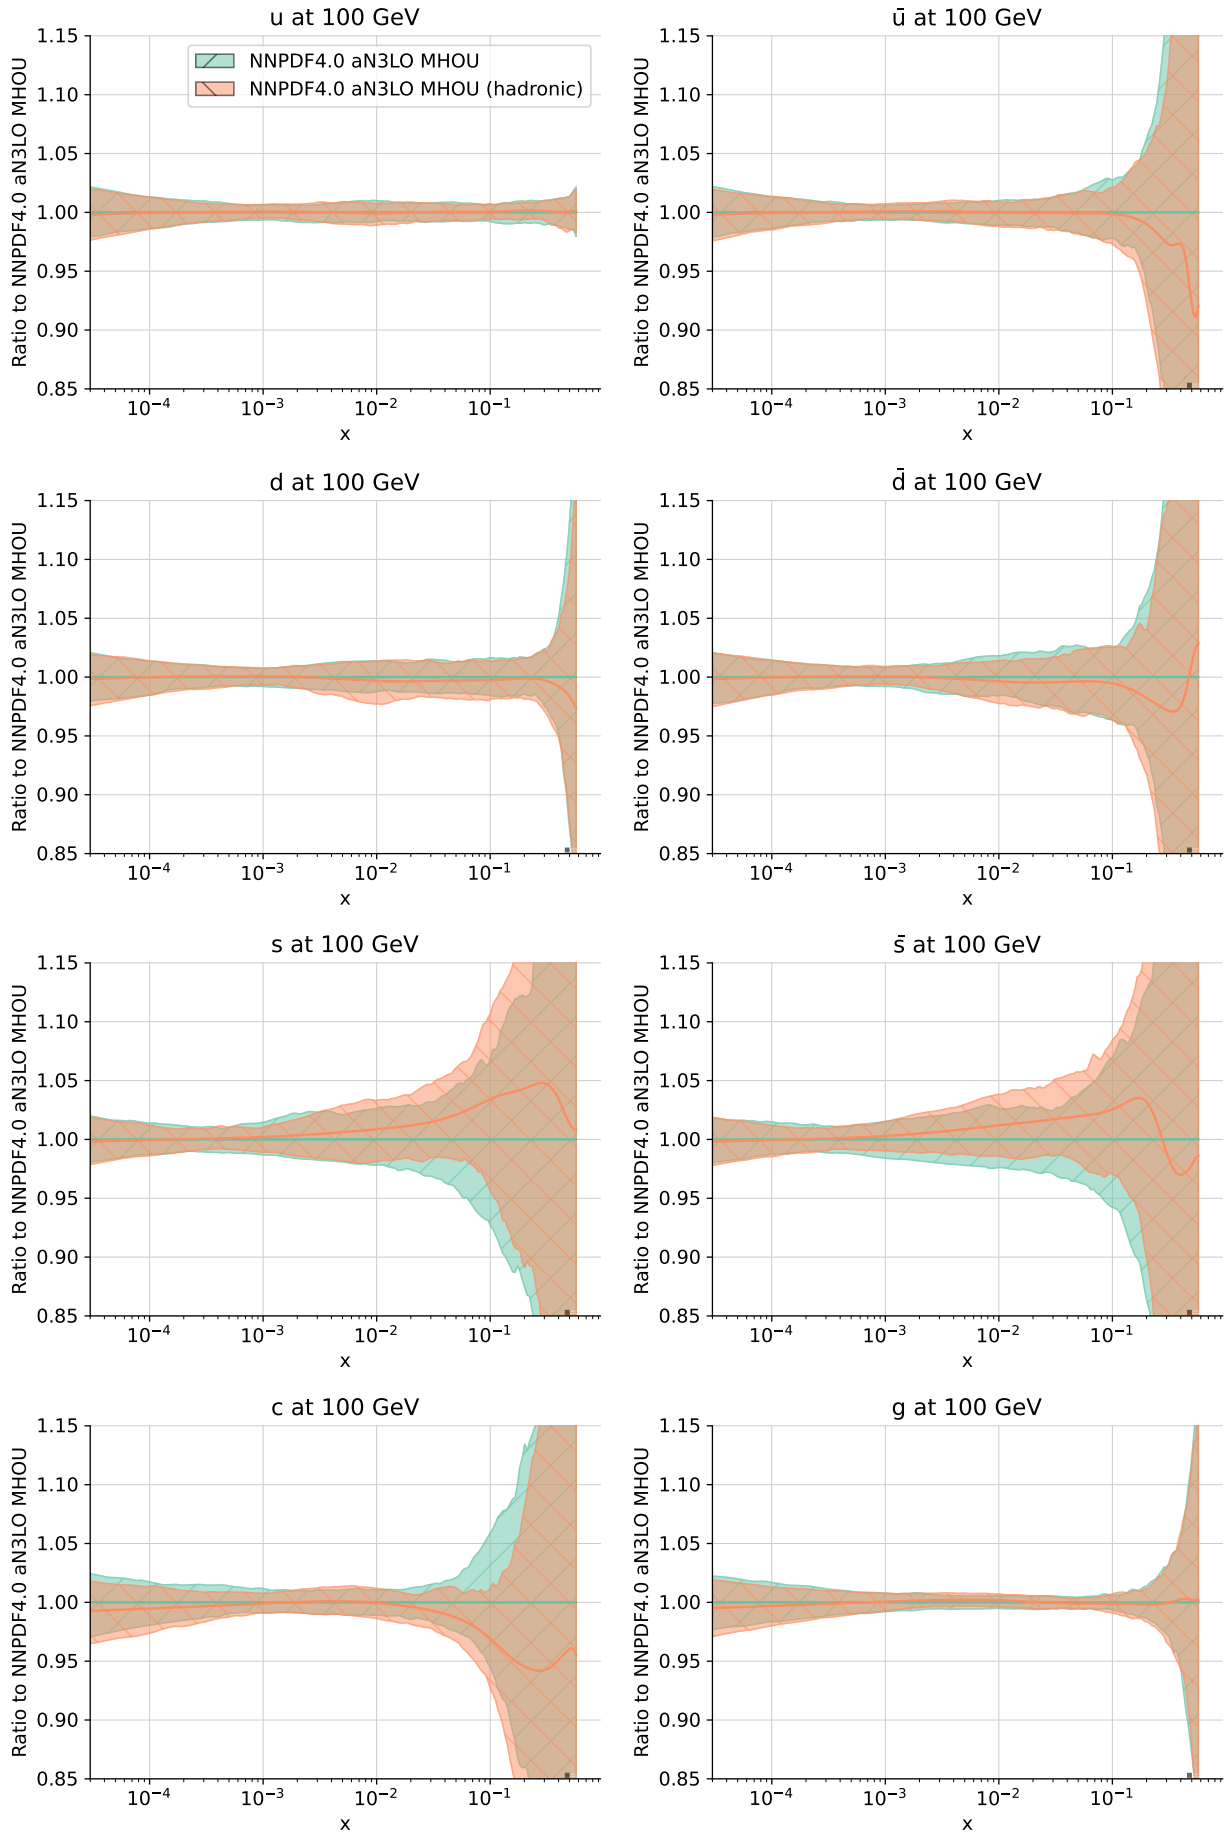 u at 100 GeV
Ratio to NNPDF4.0 aN3LO MHOU
1.15
1.10
1.05
1.00
0.95
0.90
0.85
NNPDF4.0 aN3LO MHOU
NNPDF4.0 aN3LO MHOU (hadronic)
10⁻⁴ 10⁻³ 10⁻² 10⁻¹
x
ū at 100 GeV
Ratio to NNPDF4.0 aN3LO MHOU
1.15
1.10
1.05
1.00
0.95
0.90
0.85
10⁻⁴ 10⁻³ 10⁻² 10⁻¹
x
d at 100 GeV
Ratio to NNPDF4.0 aN3LO MHOU
1.15
1.10
1.05
1.00
0.95
0.90
0.85
10⁻⁴ 10⁻³ 10⁻² 10⁻¹
x
d̄ at 100 GeV
Ratio to NNPDF4.0 aN3LO MHOU
1.15
1.10
1.05
1.00
0.95
0.90
0.85
10⁻⁴ 10⁻³ 10⁻² 10⁻¹
x
s at 100 GeV
Ratio to NNPDF4.0 aN3LO MHOU
1.15
1.10
1.05
1.00
0.95
0.90
0.85
10⁻⁴ 10⁻³ 10⁻² 10⁻¹
x
s̄ at 100 GeV
Ratio to NNPDF4.0 aN3LO MHOU
1.15
1.10
1.05
1.00
0.95
0.90
0.85
10⁻⁴ 10⁻³ 10⁻² 10⁻¹
x
c at 100 GeV
Ratio to NNPDF4.0 aN3LO MHOU
1.15
1.10
1.05
1.00
0.95
0.90
0.85
10⁻⁴ 10⁻³ 10⁻² 10⁻¹
x
g at 100 GeV
Ratio to NNPDF4.0 aN3LO MHOU
1.15
1.10
1.05
1.00
0.95
0.90
0.85
10⁻⁴ 10⁻³ 10⁻² 10⁻¹
x